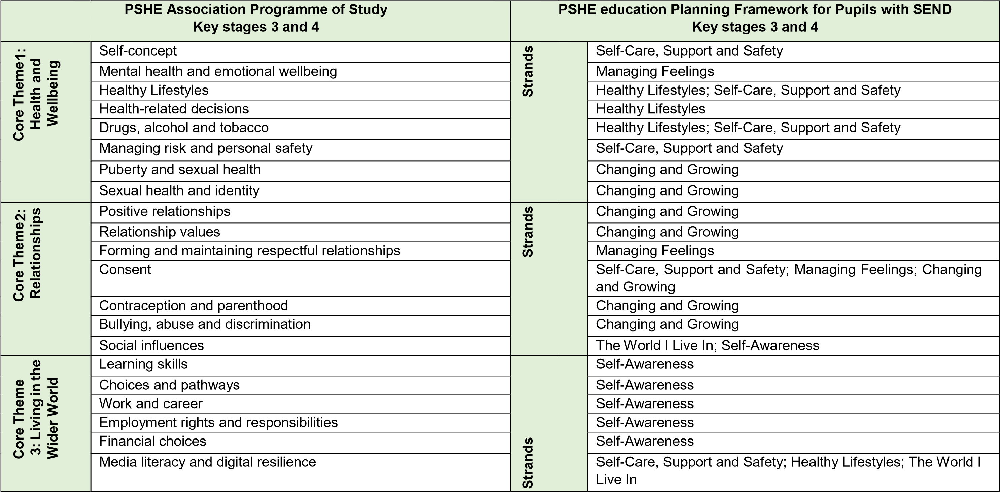 PSHE Association Programme of Study
Key stages 3 and 4
PSHE education Planning Framework for Pupils with SEND
Key stages 3 and 4
Core Theme1:
Health and
Wellbeing
Strands
Self-concept
Self-Care, Support and Safety
Mental health and emotional wellbeing
Managing Feelings
Healthy Lifestyles
Healthy Lifestyles; Self-Care, Support and Safety
Health-related decisions
Healthy Lifestyles
Drugs, alcohol and tobacco
Healthy Lifestyles; Self-Care, Support and Safety
Managing risk and personal safety
Self-Care, Support and Safety
Puberty and sexual health
Changing and Growing
Sexual health and identity
Changing and Growing
Core Theme2:
Relationships
Strands
Positive relationships
Changing and Growing
Relationship values
Changing and Growing
Forming and maintaining respectful relationships
Managing Feelings
Consent
Self-Care, Support and Safety; Managing Feelings; Changing
and Growing
Contraception and parenthood
Changing and Growing
Bullying, abuse and discrimination
Changing and Growing
Social influences
The World I Live In; Self-Awareness
Core Theme
3: Living in the
Wider World
Strands
Learning skills
Self-Awareness
Choices and pathways
Self-Awareness
Work and career
Self-Awareness
Employment rights and responsibilities
Self-Awareness
Financial choices
Self-Awareness
Media literacy and digital resilience
Self-Care, Support and Safety; Healthy Lifestyles; The World I
Live In